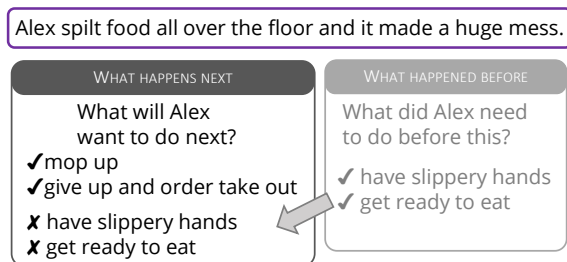 Alex spilt food all over the floor and it made a huge mess.
WHAT HAPPENS NEXT
What will Alex
want to do next?
✔mop up
✔give up and order take out
✘ have slippery hands
✘ get ready to eat
WHAT HAPPENED BEFORE
What did Alex need
to do before this?
✔ have slippery hands
✔ get ready to eat